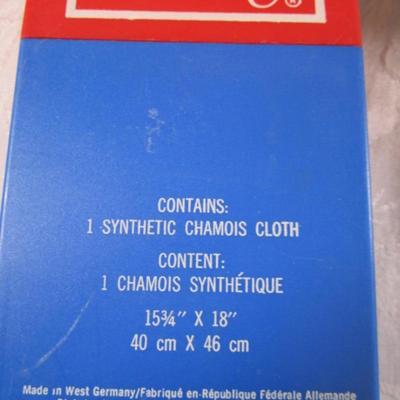 ®
CONTAINS:
1 SYNTHETIC CHAMOIS CLOTH
CONTENT:
1 CHAMOIS SYNTHÉTIQUE
15¾" X 18"
40 cm X 46 cm
Made in West Germany/Fabriqué en République Fédérale Allemande